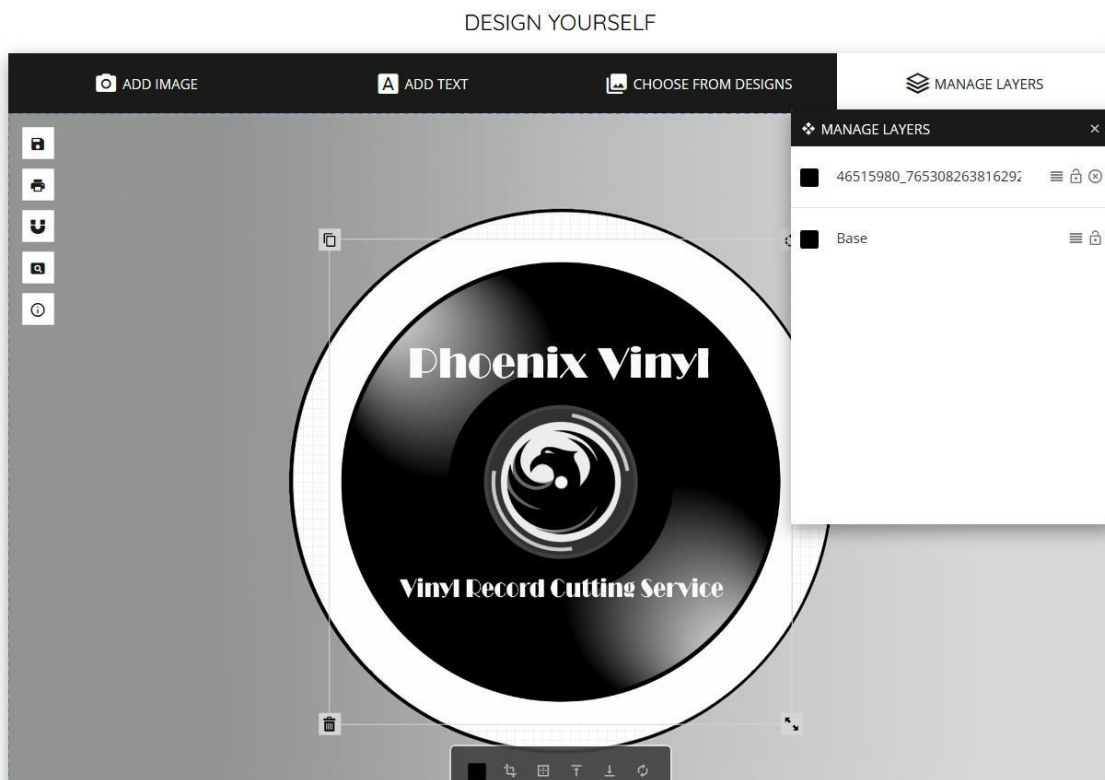 DESIGN YOURSELF
ADD IMAGE
ADD TEXT
CHOOSE FROM DESIGNS
MANAGE LAYERS
MANAGE LAYERS
46515980_765308263816292
Base
Phoenix Vinyl
Vinyl Record Cutting Service